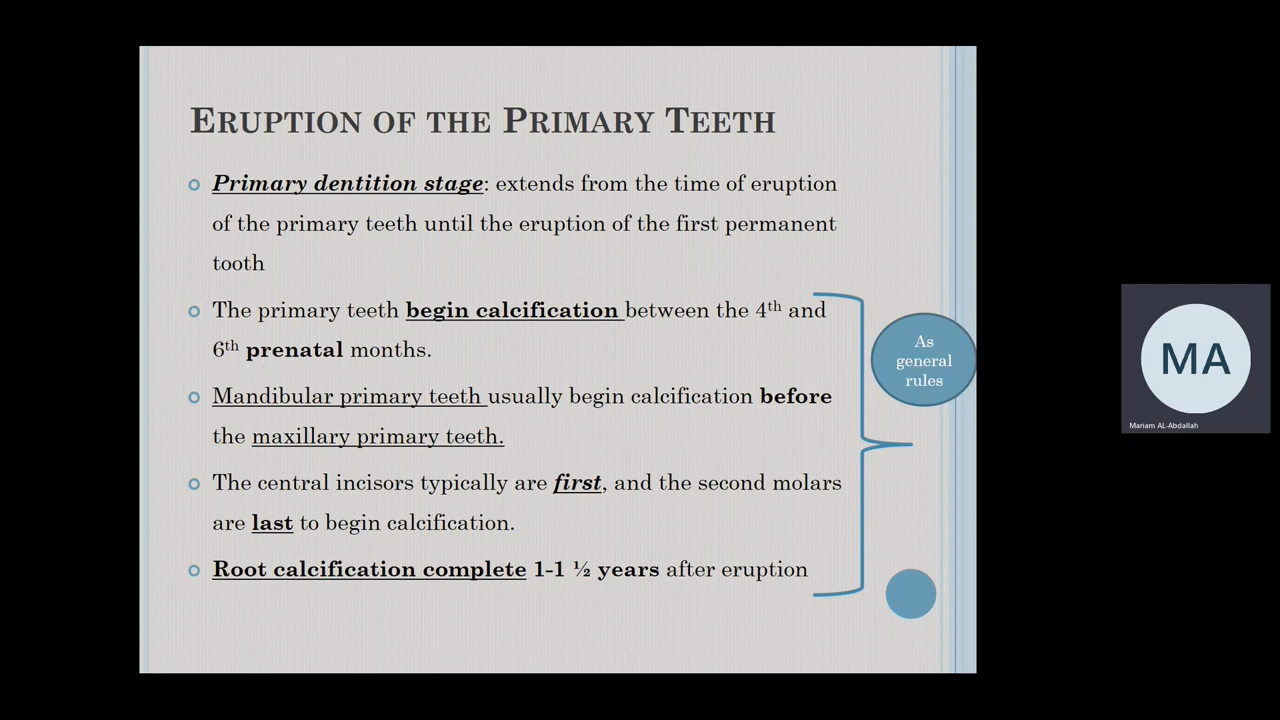 Eruption of the Primary Teeth
Primary dentition stage: extends from the time of eruption
of the primary teeth until the eruption of the first permanent
tooth
The primary teeth begin calcification between the 4th and
6th prenatal months.
Mandibular primary teeth usually begin calcification before
the maxillary primary teeth.
The central incisors typically are first, and the second molars
are last to begin calcification.
Root calcification complete 1-1 ½ years after eruption
As
general
rules
MA
Mariam AL-Abdallah